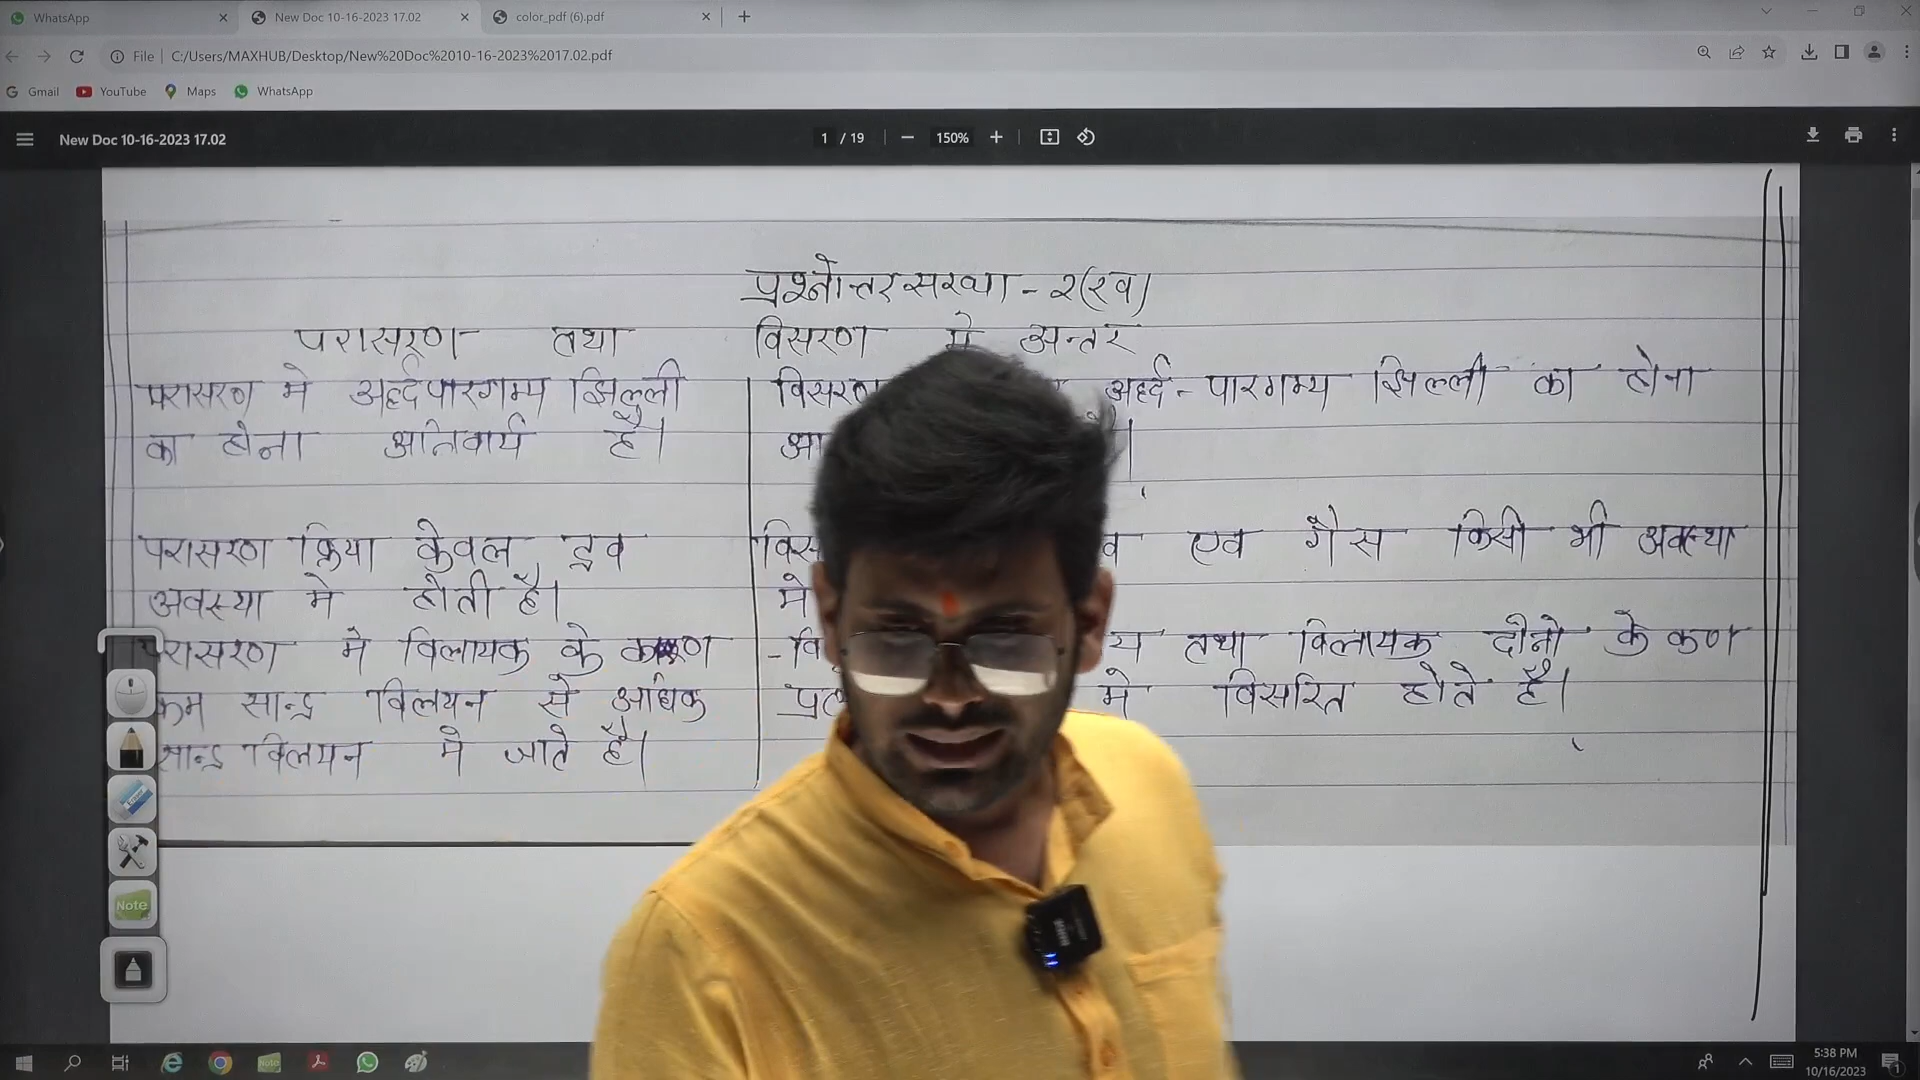 WhatsApp
New Doc 10-16-2023 17.02
color_pdf (6).pdf
File C:/Users/MAXHUB/Desktop/New%20Doc%2010-16-2023%2017.02.pdf
Gmail YouTube Maps WhatsApp
New Doc 10-16-2023 17.02
1 / 19 150%
प्रश्नोत्तर संख्या - २(ख)
परासरण तथा विसरण मे अन्तर
परासरण मे अर्द्दपारगम्य झिल्ली
का होना अनिवार्य है।
परासरण क्रिया केवल द्रव
अवस्था मे होती है।
परासरण मे विलायक के कण
कम सान्द्र विलयन से अधिक
सान्द्र विलयन मे जाते है।
विसरण अर्द्द-पारगम्य झिल्ली का होना
एव गैस किसी भी अवस्था
मे
तथा विलायक दोनो के कण
मे विसरित होते है।
Note
Note
5:38 PM
10/16/2023
1